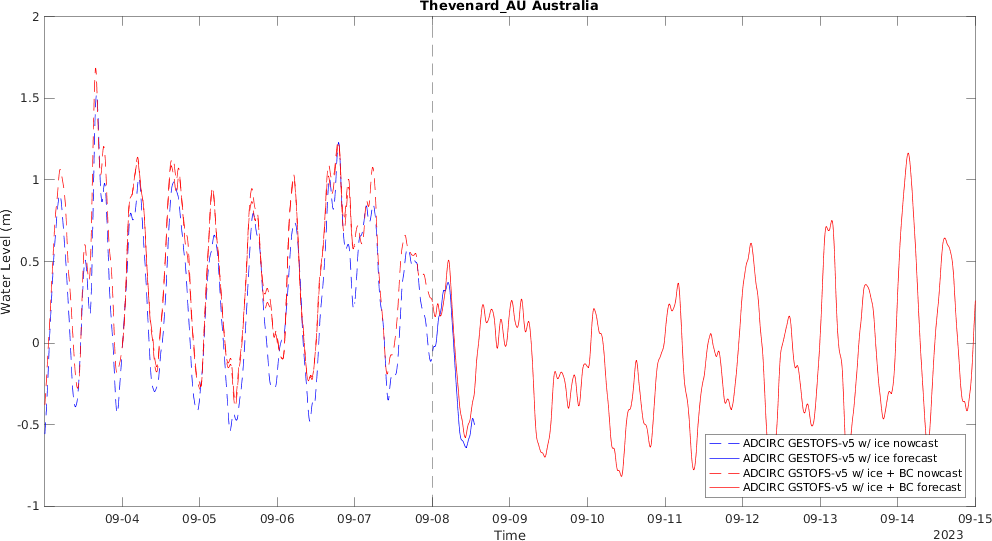 Thevenard_AU Australia
2
1.5
1
0.5
0
-0.5
-1
Water Level (m)
ADCIRC GESTOFS-v5 w/ ice nowcast
ADCIRC GESTOFS-v5 w/ ice forecast
ADCIRC GSTOFS-v5 w/ ice + BC nowcast
ADCIRC GSTOFS-v5 w/ ice + BC forecast
09-04 09-05 09-06 09-07 09-08 09-09 09-10 09-11 09-12 09-13 09-14 09-15
Time
2023